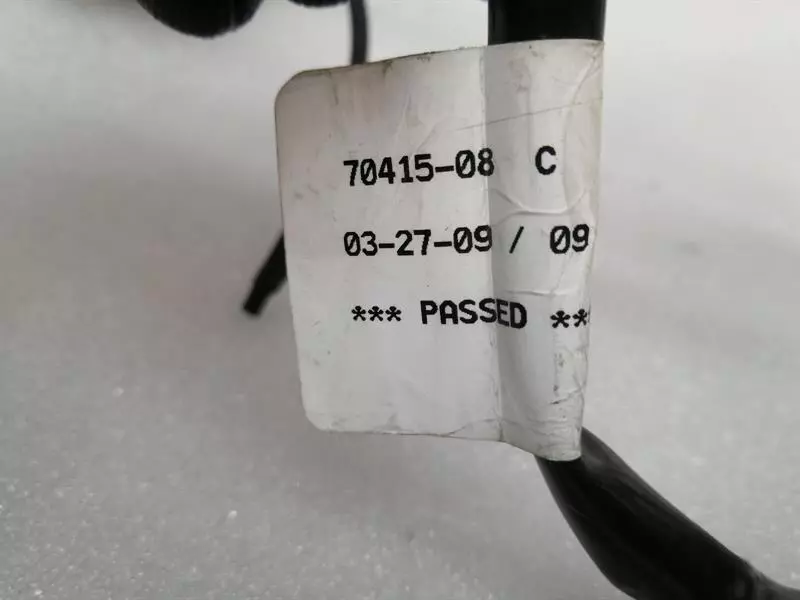 70415-08 C
03-27-09 / 09
*** PASSED ***